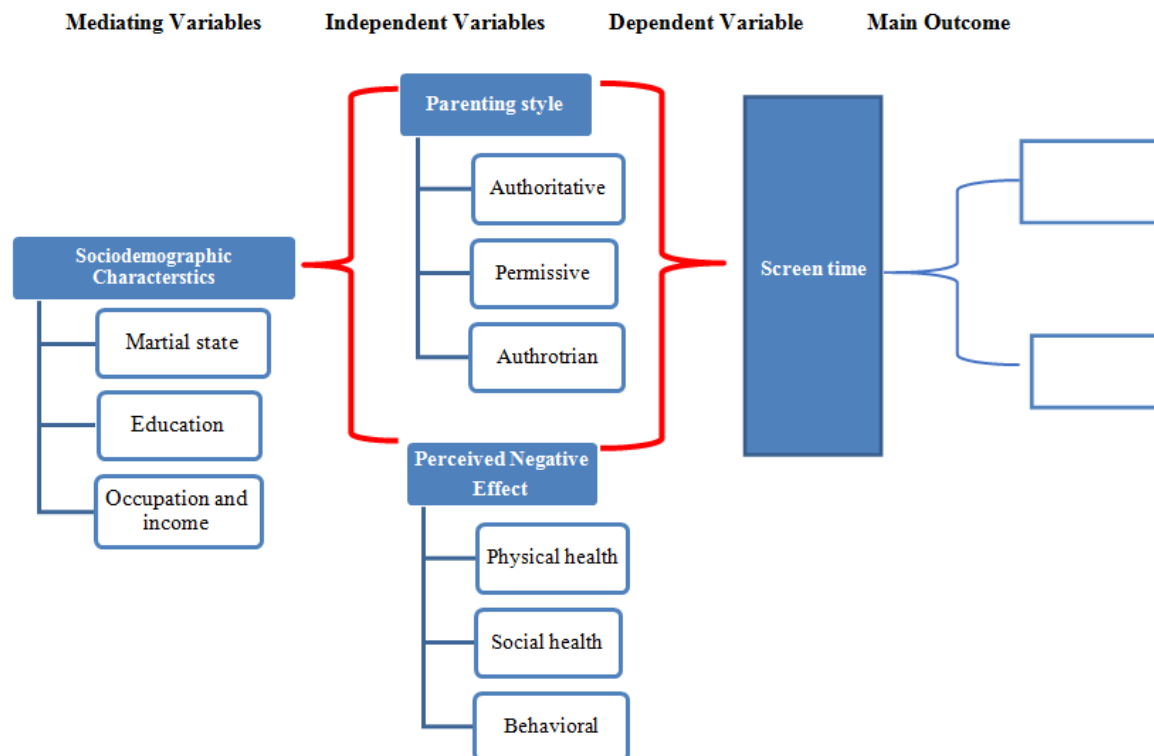 Mediating Variables
Independent Variables
Dependent Variable
Main Outcome
Sociodemographic
Characterstics
Martial state
Education
Occupation and
income
Parenting style
Authoritative
Permissive
Authrotrian
Perceived Negative
Effect
Physical health
Social health
Behavioral
Screen time